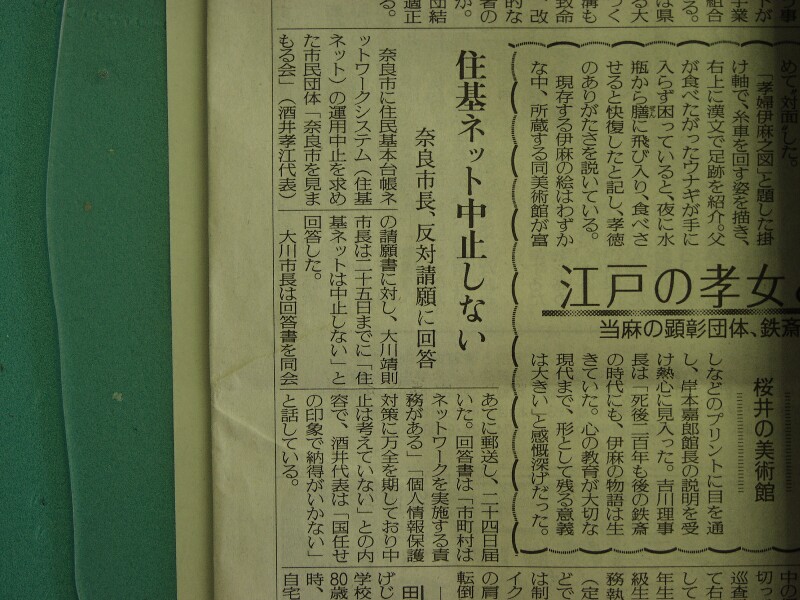 住基ネット中止しない
奈良市長、反対請願に回答
奈良市に住民基本台帳ネ
ットワークシステム(住基
ネット)の運用中止を求め
た市民団体「奈良市を見ま
もる会」(酒井孝江代表)
の請願書に対し、大川靖則
市長は二十五日までに「住
基ネットは中止しない」と
回答した。
大川市長は回答書を同会
あてに郵送し、二十四日届
いた。回答書は「市町村は
ネットワークを実施する責
務がある」「個人情報保護
対策に万全を期しており中
止は考えていない」との内
容で、酒井代表は「国任せ
の印象で納得がいかない」
と話している。
江戸の孝女
当麻の顕彰団体、鉄斎
桜井の美術館
めて"対面"した。
「孝婦伊麻之図」と題した掛
け軸で、糸車を回す姿を描き、
右上に漢文で足跡を紹介。父
が食べたがったウナギが手に
入らず困っていると、夜に水
瓶から膳に飛び入り、食べさ
せると快復したと記し、孝徳
のありがたさを説いている。
現存する伊麻の絵はわずか
な中、所蔵する同美術館が富
しなどのプリントに目を通
し、岸本嘉郎館長の説明を受
け熱心に見入った。吉川理事
長は「死後二百年も後の鉄斎
の時代にも、伊麻の物語は生
きていた。心の教育が大切な
現代まで、形として残る意義
は大きい」と感慨深げだった。